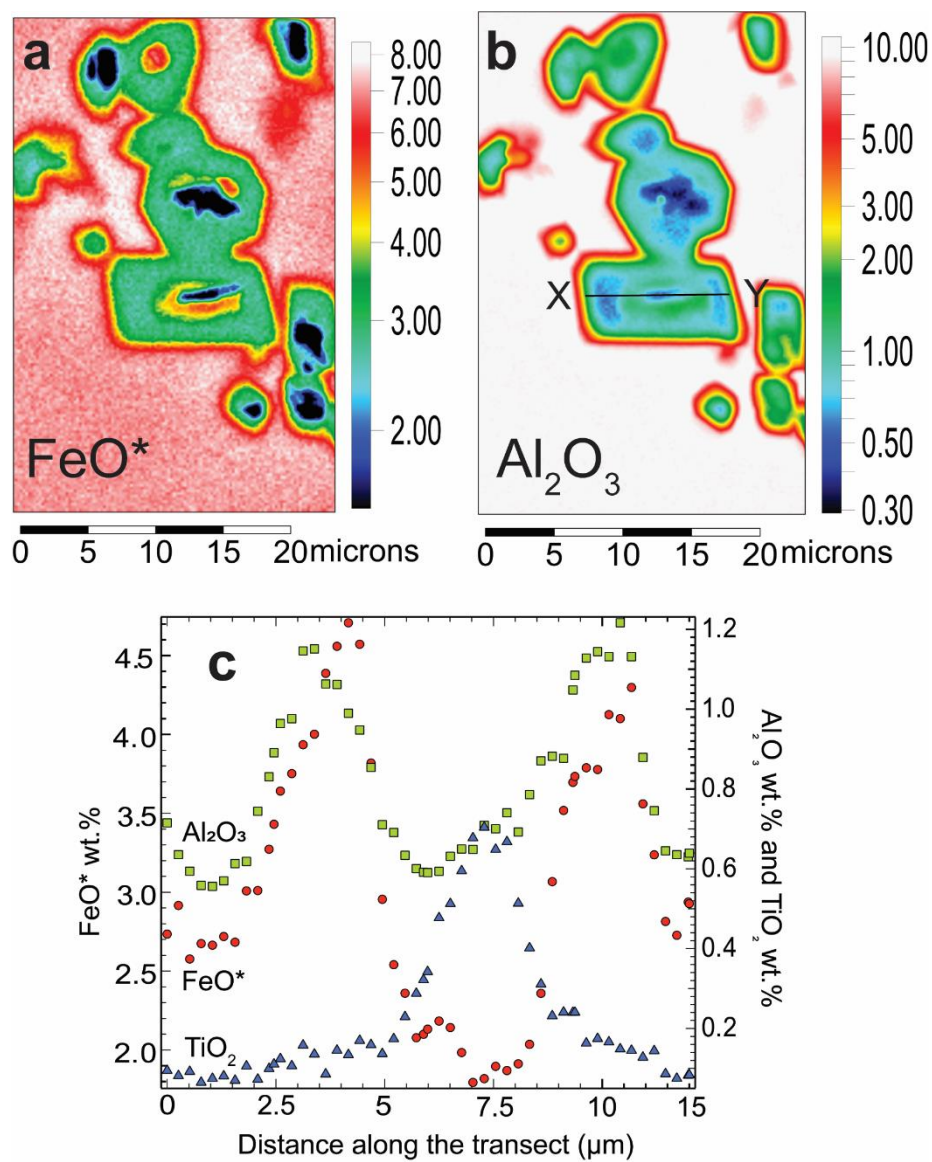 a
8.00
7.00
6.00
5.00
4.00
3.00
2.00
FeO*
0 5 10 15 20 microns
b
10.00
5.00
3.00
2.00
1.00
0.50
0.30
X Y
Al₂O₃
0 5 10 15 20 microns
c
4.5
4.0
3.5
3.0
2.5
2.0
FeO* wt.%
1.2
1.0
0.8
0.6
0.4
0.2
Al₂O₃ wt.% and TiO₂ wt.%
Al₂O₃
FeO*
TiO₂
0 2.5 5 7.5 10 15
Distance along the transect (µm)